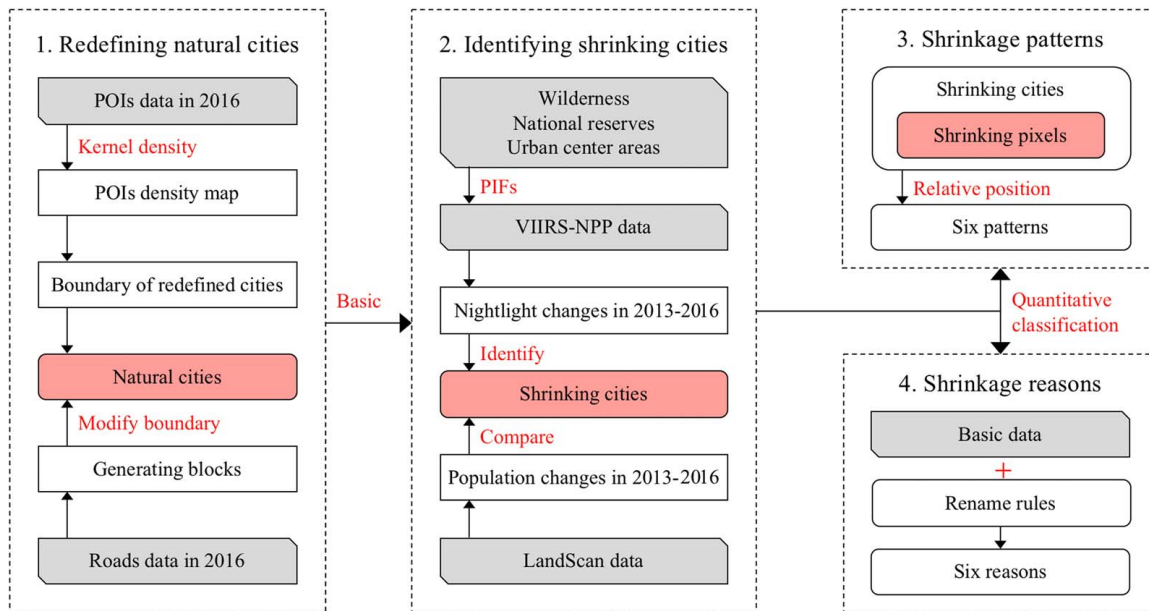 1. Redefining natural cities
POIs data in 2016
Kernel density
POIs density map
Boundary of redefined cities
Natural cities
Modify boundary
Generating blocks
Roads data in 2016
Basic
2. Identifying shrinking cities
Wilderness
National reserves
Urban center areas
PIFs
VIIRS-NPP data
Nightlight changes in 2013-2016
Identify
Shrinking cities
Compare
Population changes in 2013-2016
LandScan data
3. Shrinkage patterns
Shrinking cities
Shrinking pixels
Relative position
Six patterns
Quantitative
classification
4. Shrinkage reasons
Basic data
+
Rename rules
Six reasons